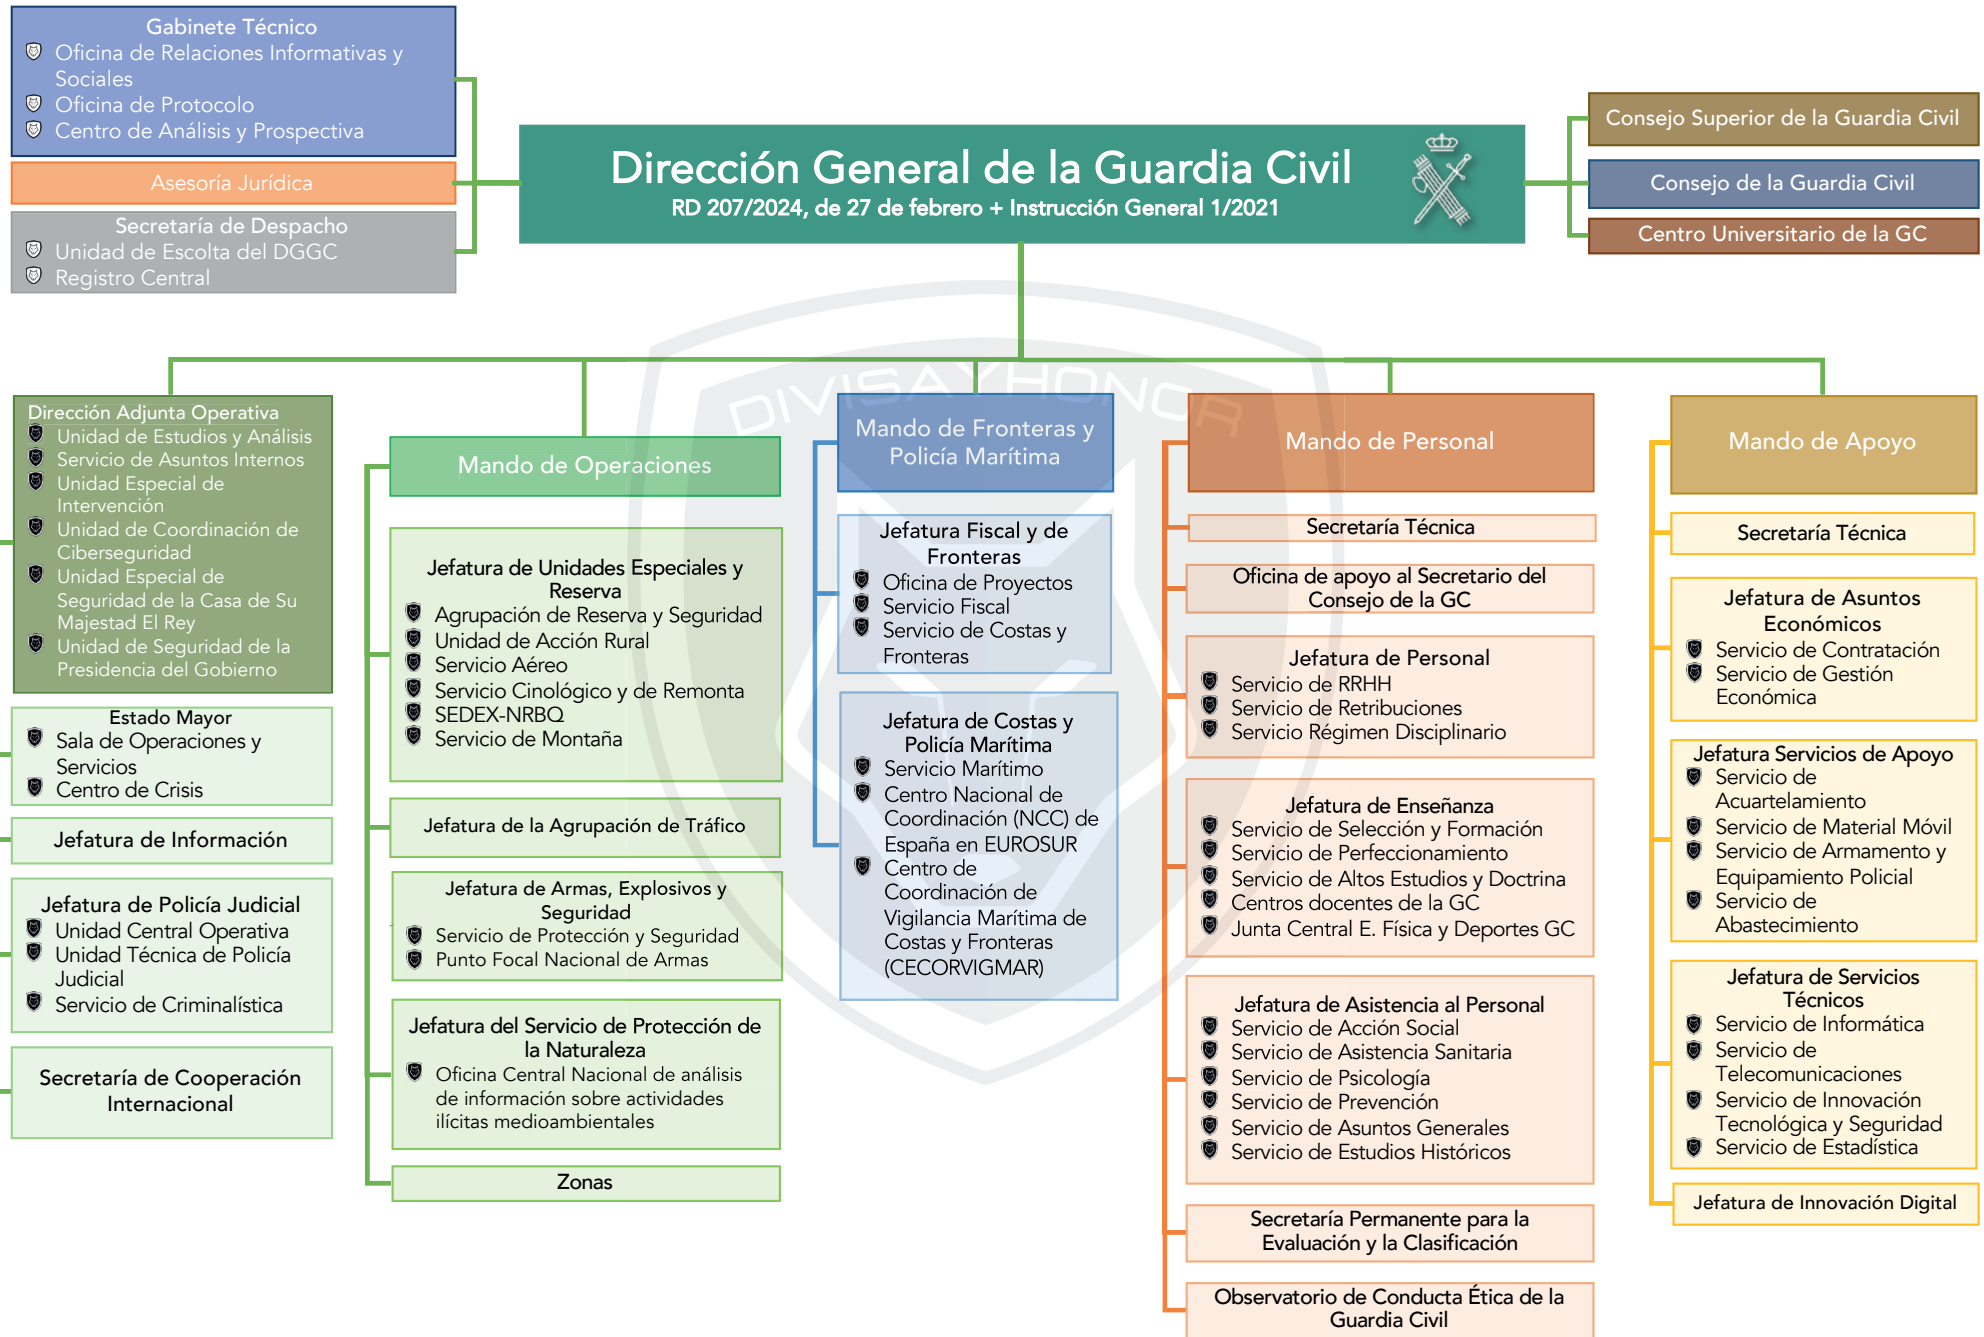 Gabinete Técnico
Oficina de Relaciones Informativas y
Sociales
Oficina de Protocolo
Centro de Análisis y Prospectiva
Asesoría Jurídica
Secretaría de Despacho
Unidad de Escolta del DGGC
Registro Central
Dirección General de la Guardia Civil
RD 207/2024, de 27 de febrero + Instrucción General 1/2021
Consejo Superior de la Guardia Civil
Consejo de la Guardia Civil
Centro Universitario de la GC
DIVISAYHONOR
Dirección Adjunta Operativa
Unidad de Estudios y Análisis
Servicio de Asuntos Internos
Unidad Especial de
Intervención
Unidad de Coordinación de
Ciberseguridad
Unidad Especial de
Seguridad de la Casa de Su
Majestad El Rey
Unidad de Seguridad de la
Presidencia del Gobierno
Estado Mayor
Sala de Operaciones y
Servicios
Centro de Crisis
Jefatura de Información
Jefatura de Policía Judicial
Unidad Central Operativa
Unidad Técnica de Policía
Judicial
Servicio de Criminalística
Secretaría de Cooperación
Internacional
Mando de Operaciones
Jefatura de Unidades Especiales y
Reserva
Agrupación de Reserva y Seguridad
Unidad de Acción Rural
Servicio Aéreo
Servicio Cinológico y de Remonta
SEDEX-NRBQ
Servicio de Montaña
Jefatura de la Agrupación de Tráfico
Jefatura de Armas, Explosivos y
Seguridad
Servicio de Protección y Seguridad
Punto Focal Nacional de Armas
Jefatura del Servicio de Protección de
la Naturaleza
Oficina Central Nacional de análisis
de información sobre actividades
ilícitas medioambientales
Zonas
Mando de Fronteras y
Policía Marítima
Jefatura Fiscal y de
Fronteras
Oficina de Proyectos
Servicio Fiscal
Servicio de Costas y
Fronteras
Jefatura de Costas y
Policía Marítima
Servicio Marítimo
Centro Nacional de
Coordinación (NCC) de
España en EUROSUR
Centro de
Coordinación de
Vigilancia Marítima de
Costas y Fronteras
(CECORVIGMAR)
Mando de Personal
Secretaría Técnica
Oficina de apoyo al Secretario del
Consejo de la GC
Jefatura de Personal
Servicio de RRHH
Servicio de Retribuciones
Servicio Régimen Disciplinario
Jefatura de Enseñanza
Servicio de Selección y Formación
Servicio de Perfeccionamiento
Servicio de Altos Estudios y Doctrina
Centros docentes de la GC
Junta Central E. Física y Deportes GC
Jefatura de Asistencia al Personal
Servicio de Acción Social
Servicio de Asistencia Sanitaria
Servicio de Psicología
Servicio de Prevención
Servicio de Asuntos Generales
Servicio de Estudios Históricos
Secretaría Permanente para la
Evaluación y la Clasificación
Observatorio de Conducta Ética de la
Guardia Civil
Mando de Apoyo
Secretaría Técnica
Jefatura de Asuntos
Económicos
Servicio de Contratación
Servicio de Gestión
Económica
Jefatura Servicios de Apoyo
Servicio de
Acuartelamiento
Servicio de Material Móvil
Servicio de Armamento y
Equipamiento Policial
Servicio de
Abastecimiento
Jefatura de Servicios
Técnicos
Servicio de Informática
Servicio de
Telecomunicaciones
Servicio de Innovación
Tecnológica y Seguridad
Servicio de Estadística
Jefatura de Innovación Digital